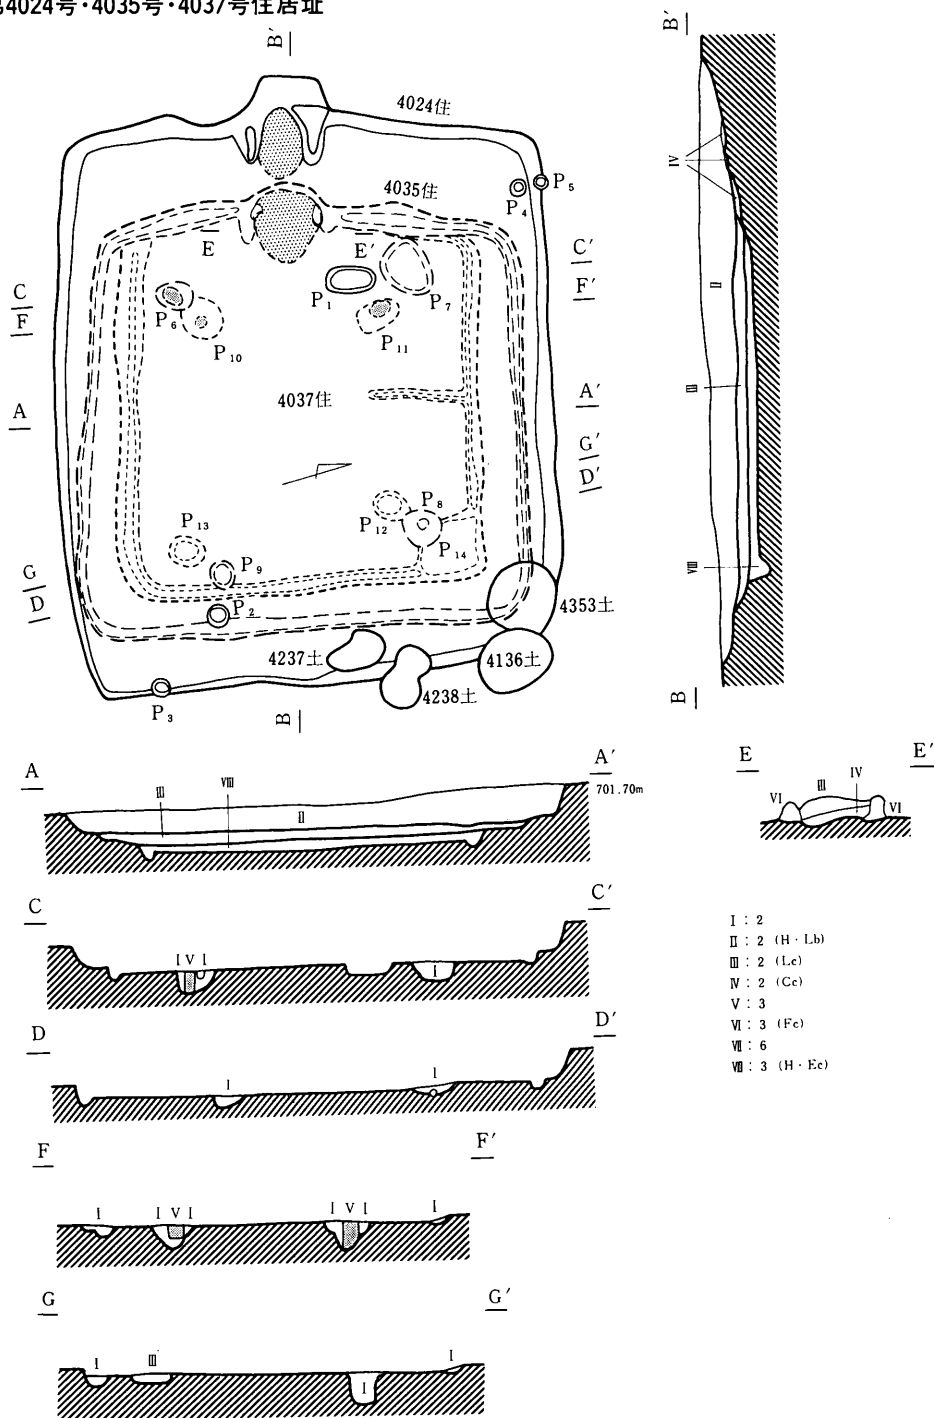 4024号・4035号・4037号住居址
B`
B`
4024住
4035住
P₅
P₄
Ⅳ
E
E′
C′
F′
C
F
P₁
P₇
P₆
P₁₀
P₁₁
Ⅱ
A
4037住
A′
Ⅲ
G′
D′
P₁₃
P₁₂
P₈
P₉
P₁₄
G
D
P₂
4353土
Ⅷ
4237土
4136土
4238土
P₃
B
B
A
A′
701.70m
Ⅲ
Ⅷ
Ⅱ
E
E′
Ⅵ
Ⅲ
Ⅳ
Ⅵ
C
C′
Ⅰ Ⅴ Ⅰ
Ⅰ
D
D′
Ⅰ
Ⅰ
Ⅰ : 2
Ⅱ : 2 (H・Lb)
Ⅲ : 2 (Lc)
Ⅳ : 2 (Cc)
Ⅴ : 3
Ⅵ : 3 (Fc)
Ⅶ : 6
Ⅷ : 3 (H・Ec)
F
F′
Ⅰ
Ⅰ Ⅴ Ⅰ
Ⅰ Ⅴ Ⅰ
Ⅰ
G
G′
Ⅰ
Ⅲ
Ⅰ
Ⅰ